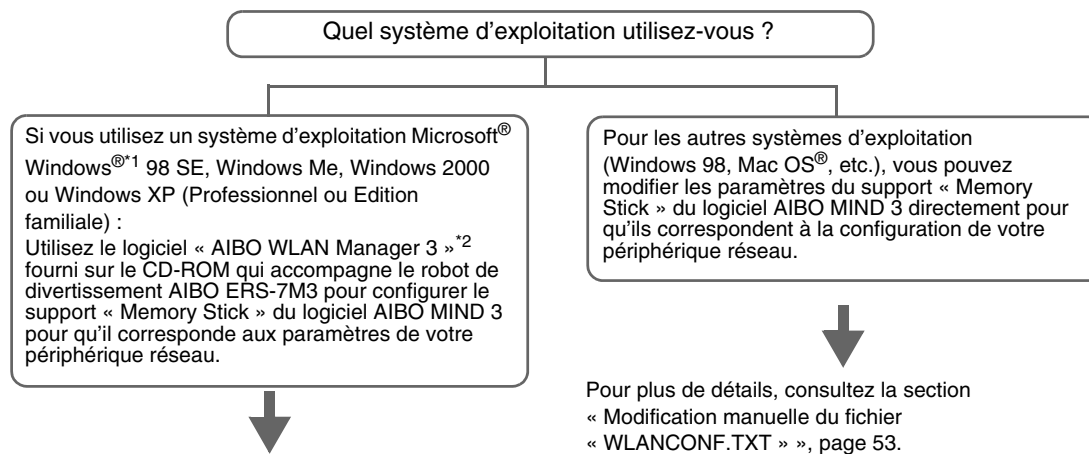 Quel système d’exploitation utilisez-vous ?
Si vous utilisez un système d’exploitation Microsoft®
Windows®*1 98 SE, Windows Me, Windows 2000
ou Windows XP (Professionnel ou Edition
familiale) :
Utilisez le logiciel « AIBO WLAN Manager 3 »*2
fourni sur le CD-ROM qui accompagne le robot de
divertissement AIBO ERS-7M3 pour configurer le
support « Memory Stick » du logiciel AIBO MIND 3
pour qu’il corresponde aux paramètres de votre
périphérique réseau.
Pour les autres systèmes d’exploitation
(Windows 98, Mac OS®, etc.), vous pouvez
modifier les paramètres du support « Memory
Stick » du logiciel AIBO MIND 3 directement pour
qu’ils correspondent à la configuration de votre
périphérique réseau.
Pour plus de détails, consultez la section
« Modification manuelle du fichier
« WLANCONF.TXT » », page 53.